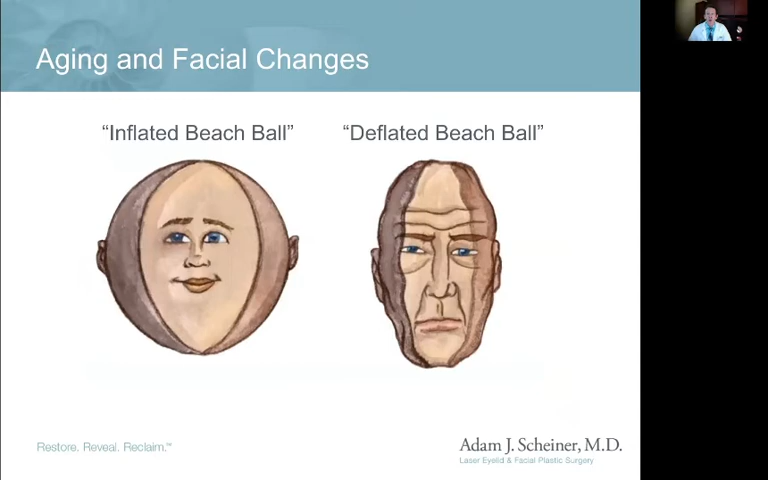 Aging and Facial Changes
“Inflated Beach Ball” “Deflated Beach Ball”
Restore. Reveal. Reclaim.™
Adam J. Scheiner, M.D.
Laser Eyelid & Facial Plastic Surgery